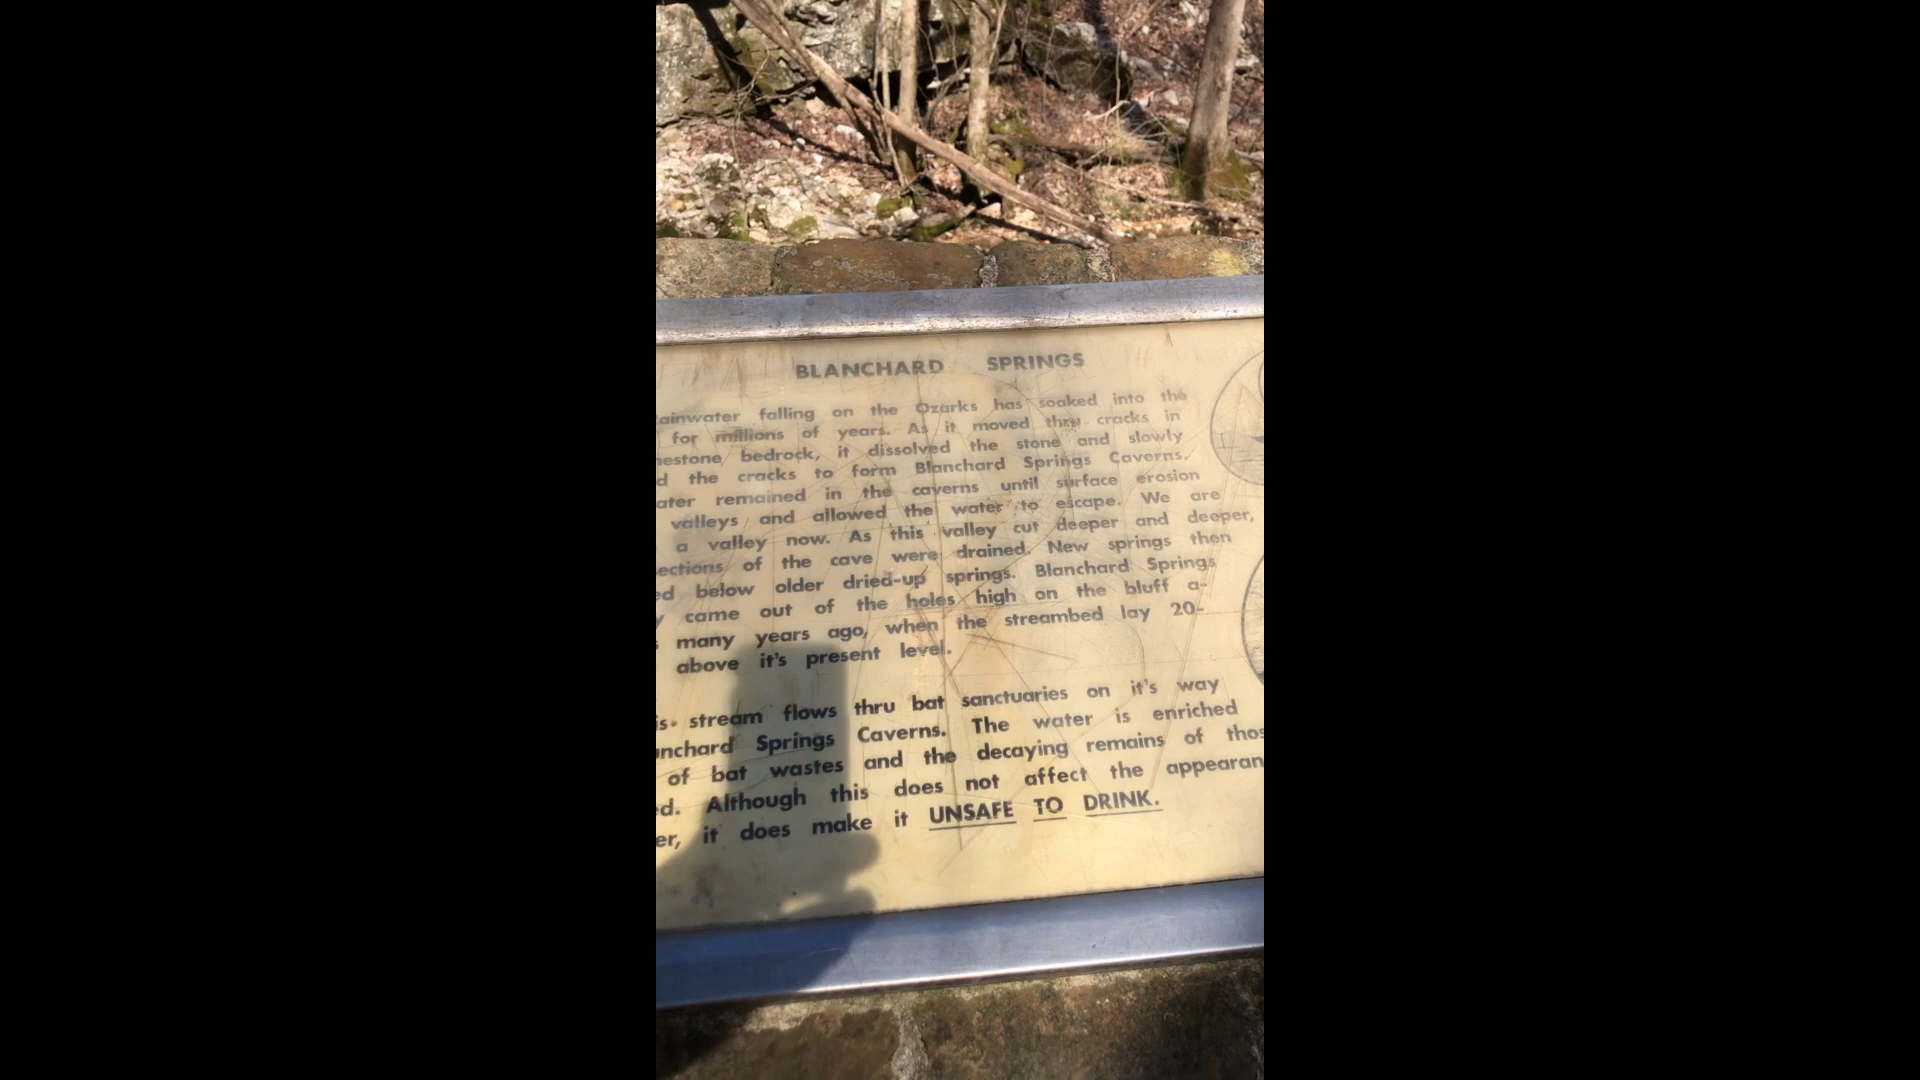 BLANCHARD SPRINGS
ainwater falling on the Ozarks has soaked into the
for millions of years. As it moved thru cracks in
nestone bedrock, it dissolved the stone and slowly
d the cracks to form Blanchard Springs Caverns.
ater remained in the caverns until surface erosion
valleys and allowed the water to escape. We are
a valley now. As this valley cut deeper and deeper,
ections of the cave were drained. New springs then
ed below older dried-up springs. Blanchard Springs
y came out of the holes high on the bluff a-
s many years ago, when the streambed lay 20-
above it's present level.
is stream flows thru bat sanctuaries on it's way
anchard Springs Caverns. The water is enriched
of bat wastes and the decaying remains of thos
ed. Although this does not affect the appearan
er, it does make it UNSAFE TO DRINK.